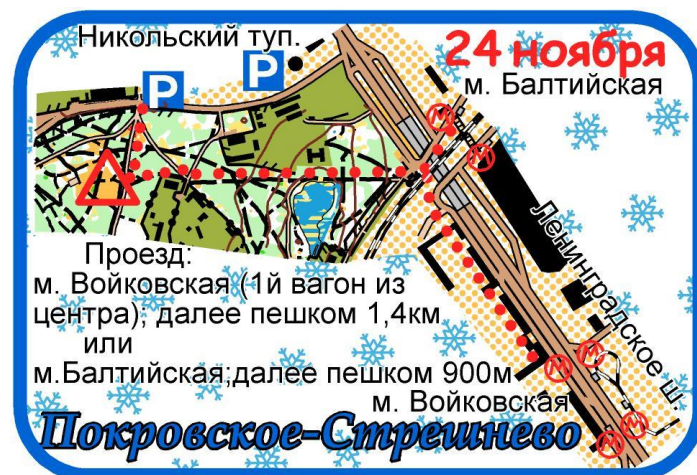 Никольский туп.
24 ноября
м. Балтийская
P
P
Ленинградское ш.
Проезд:
м. Войковская (1й вагон из
центра); далее пешком 1,4км
или
м.Балтийская;далее пешком 900м
м. Войковская
Покровское-Стрешнево